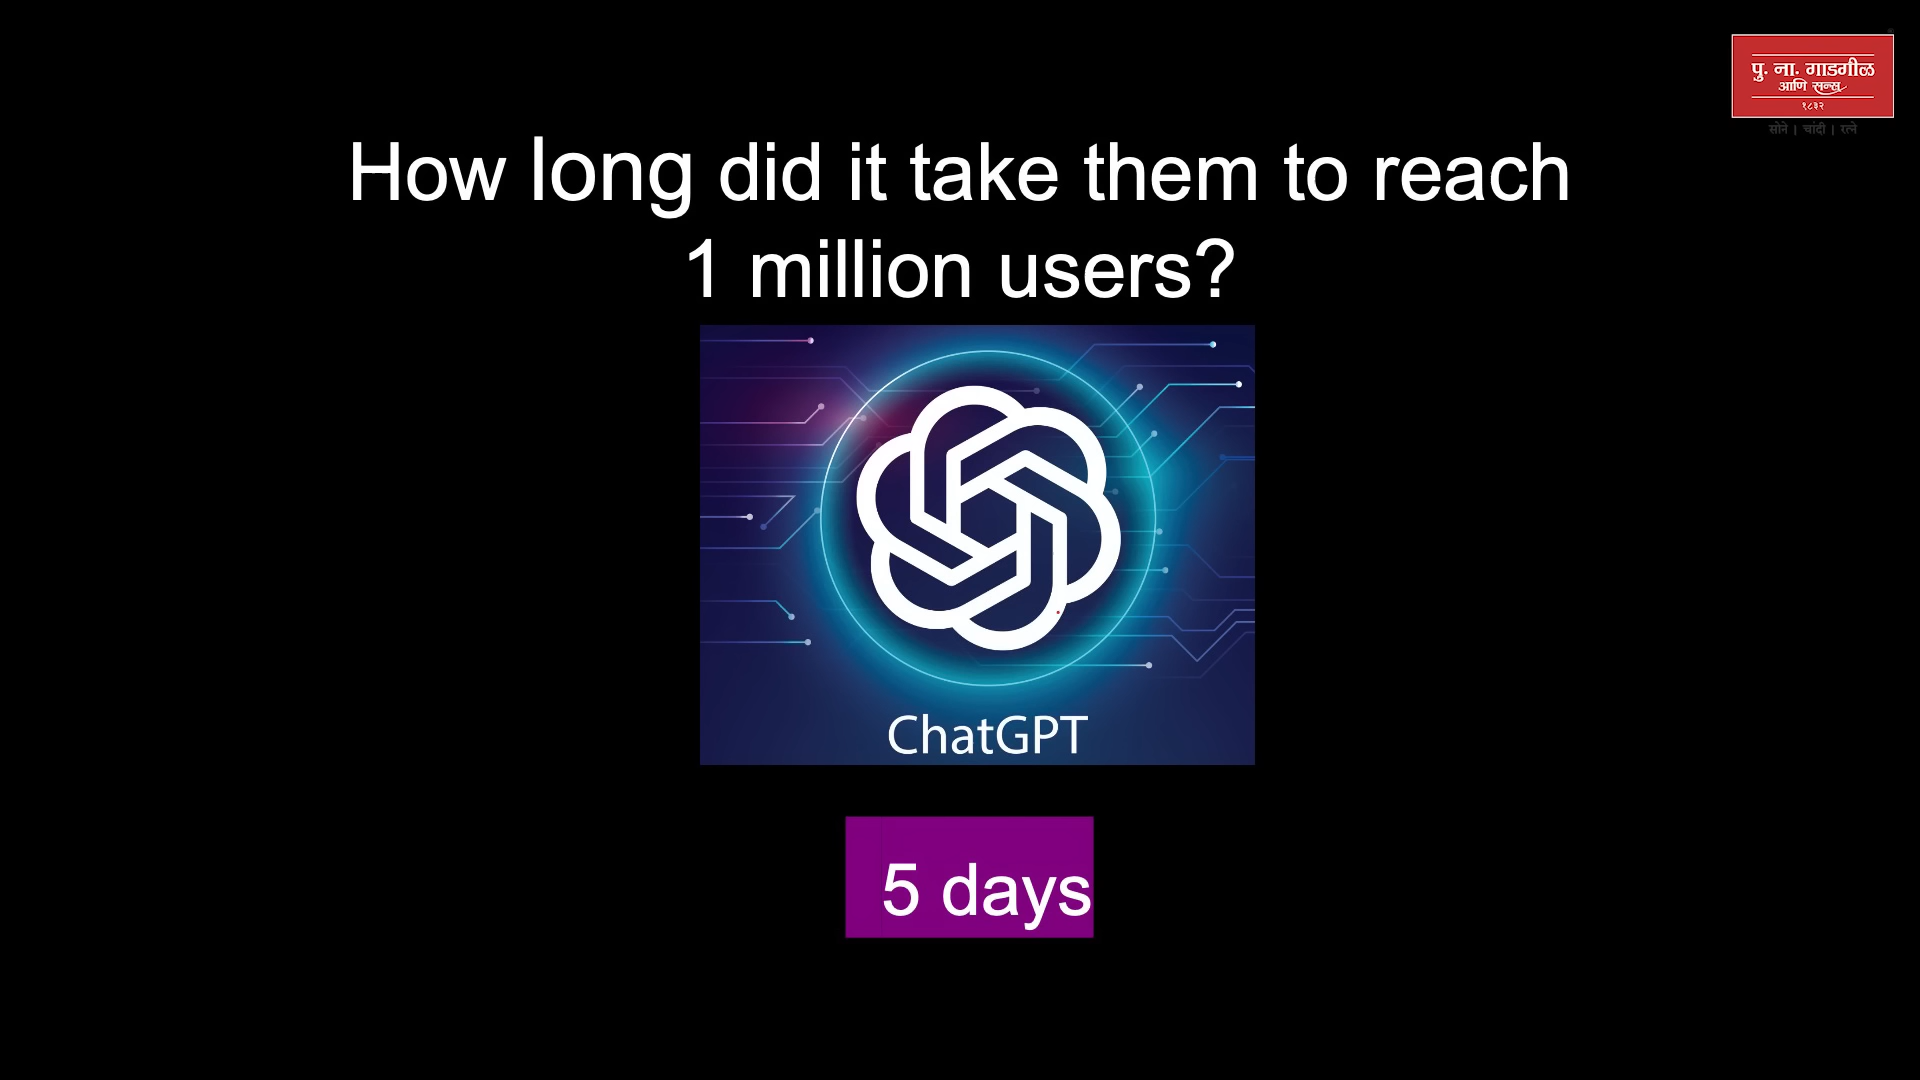 पु. ना. गाडगीळ
आणि सन्स
१८३२
सोने | चांदी | रत्ने
How long did it take them to reach
1 million users?
ChatGPT
5 days